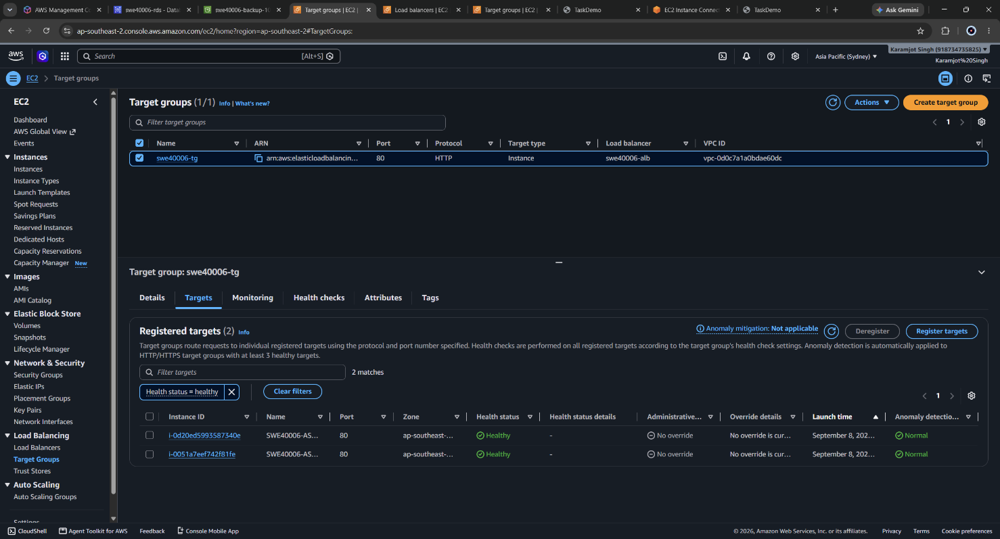 AWS Management Co
swe40006-rds - Datal
swe40006-backup-10
Target groups | EC2 |
Load balancers | EC2
Target groups | EC2
TaskDemo
EC2 Instance Connec
TaskDemo
Ask Gemini
ap-southeast-2.console.aws.amazon.com/ec2/home?region=ap-southeast-2#TargetGroups:
aws
Search
[Alt+S]
Asia Pacific (Sydney)
Karamjot Singh (918734735825)
Karamjot%20Singh
EC2
Target groups
EC2
Dashboard
AWS Global View
Events
Instances
Instances
Instance Types
Launch Templates
Spot Requests
Savings Plans
Reserved Instances
Dedicated Hosts
Capacity Reservations
Capacity Manager New
Images
AMIs
AMI Catalog
Elastic Block Store
Volumes
Snapshots
Lifecycle Manager
Network & Security
Security Groups
Elastic IPs
Placement Groups
Key Pairs
Network Interfaces
Load Balancing
Load Balancers
Target Groups
Trust Stores
Auto Scaling
Auto Scaling Groups
Settings
Target groups (1/1) Info | What's new?
Actions
Create target group
Filter target groups
1
Name ARN Port Protocol Target type Load balancer VPC ID
swe40006-tg arn:aws:elasticloadbalancin... 80 HTTP Instance swe40006-alb vpc-0d0c7a1a0bdae60dc
Target group: swe40006-tg
Details Targets Monitoring Health checks Attributes Tags
Registered targets (2) Info
Anomaly mitigation: Not applicable
Deregister
Register targets
Target groups route requests to individual registered targets using the protocol and port number specified. Health checks are performed on all registered targets according to the target group's health check settings. Anomaly detection is automatically applied to
HTTP/HTTPS target groups with at least 3 healthy targets.
Filter targets
2 matches
Health status = healthy
Clear filters
1
Instance ID Name Port Zone Health status Health status details Administrative... Override details Launch time Anomaly detectio...
i-0d20ed5993587340e SWE40006-AS... 80 ap-southeast-... Healthy - No override No override is cur... September 8, 202... Normal
i-0051a7eef742f81fe SWE40006-AS... 80 ap-southeast-... Healthy - No override No override is cur... September 8, 202... Normal
CloudShell
Agent Toolkit for AWS
Feedback
Console Mobile App
© 2026, Amazon Web Services, Inc. or its affiliates.
Privacy
Terms
Cookie preferences